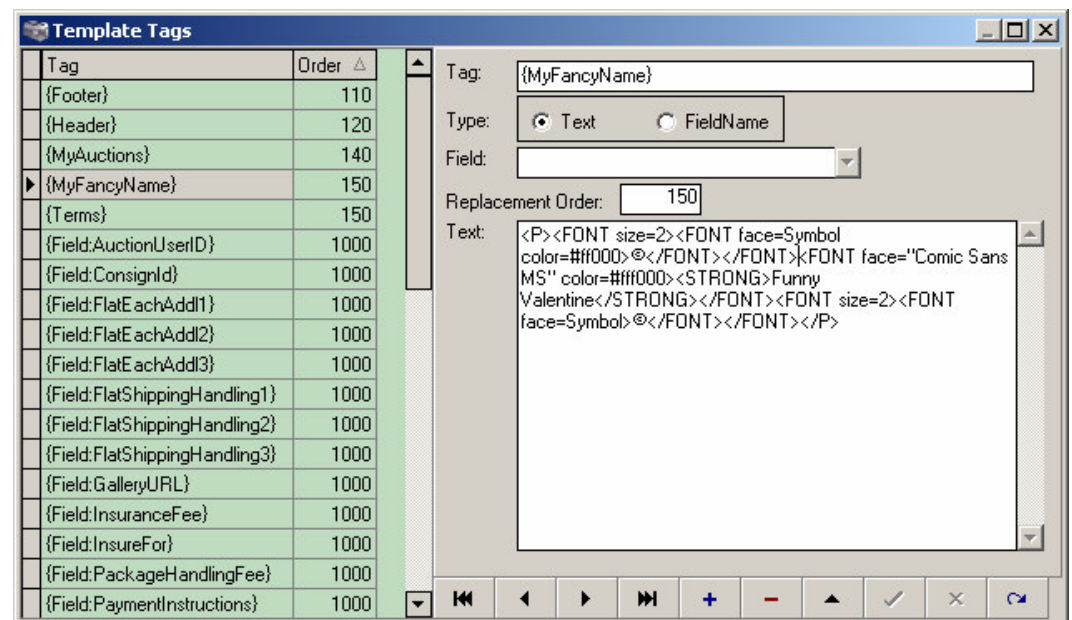 Template Tags
Tag Order
{Footer} 110
{Header} 120
{MyAuctions} 140
{MyFancyName} 150
{Terms} 150
{Field:AuctionUserID} 1000
{Field:ConsignId} 1000
{Field:FlatEachAddl1} 1000
{Field:FlatEachAddl2} 1000
{Field:FlatEachAddl3} 1000
{Field:FlatShippingHandling1} 1000
{Field:FlatShippingHandling2} 1000
{Field:FlatShippingHandling3} 1000
{Field:GalleryURL} 1000
{Field:InsuranceFee} 1000
{Field:InsureFor} 1000
{Field:PackageHandlingFee} 1000
{Field:PaymentInstructions} 1000
Tag: {MyFancyName}
Type: Text FieldName
Field:
Replacement Order: 150
Text: <P><FONT size=2><FONT face=Symbol
color=#ff000>©</FONT></FONT><FONT face="Comic Sans
MS" color=#fff000><STRONG>Funny
Valentine</STRONG></FONT><FONT size=2><FONT
face=Symbol>©</FONT></FONT></P>